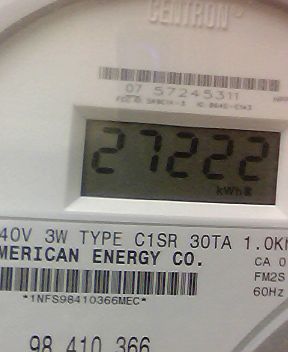 CENTRON
07 57245311
27222
kWh
40V 3W TYPE C1SR 30TA 1.0K
MERICAN ENERGY CO.
CA 0
FM2S
60Hz
*1NFS98410366MEC*
98 410 366